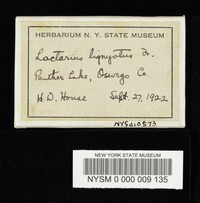 HERBARIUM N. Y. STATE MUSEUM
Lactarius lignyotus Fr.
Panther Lake, Oswego Co.
H. D. House Sept. 27, 1922
NYSd10573
NEW YORK STATE MUSEUM
NYSM 0 000 009 135